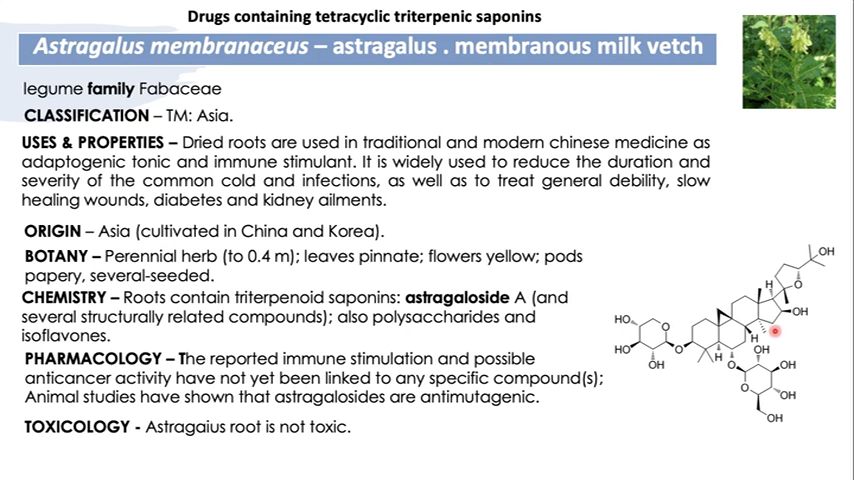 Drugs containing tetracyclic triterpenic saponins
Astragalus membranaceus – astragalus . membranous milk vetch
legume family Fabaceae
CLASSIFICATION – TM: Asia.
USES & PROPERTIES – Dried roots are used in traditional and modern chinese medicine as
adaptogenic tonic and immune stimulant. It is widely used to reduce the duration and
severity of the common cold and infections, as well as to treat general debility, slow
healing wounds, diabetes and kidney ailments.
ORIGIN – Asia (cultivated in China and Korea).
BOTANY – Perennial herb (to 0.4 m); leaves pinnate; flowers yellow; pods
papery, several-seeded.
CHEMISTRY – Roots contain triterpenoid saponins: astragaloside A (and
several structurally related compounds); also polysaccharides and
isoflavones.
PHARMACOLOGY – The reported immune stimulation and possible
anticancer activity have not yet been linked to any specific compound(s);
Animal studies have shown that astragalosides are antimutagenic.
TOXICOLOGY - Astragaius root is not toxic.
OH
O
H
OH
HO
O
H
HO
O
H
OH
OH
O
OH
O
OH
OH